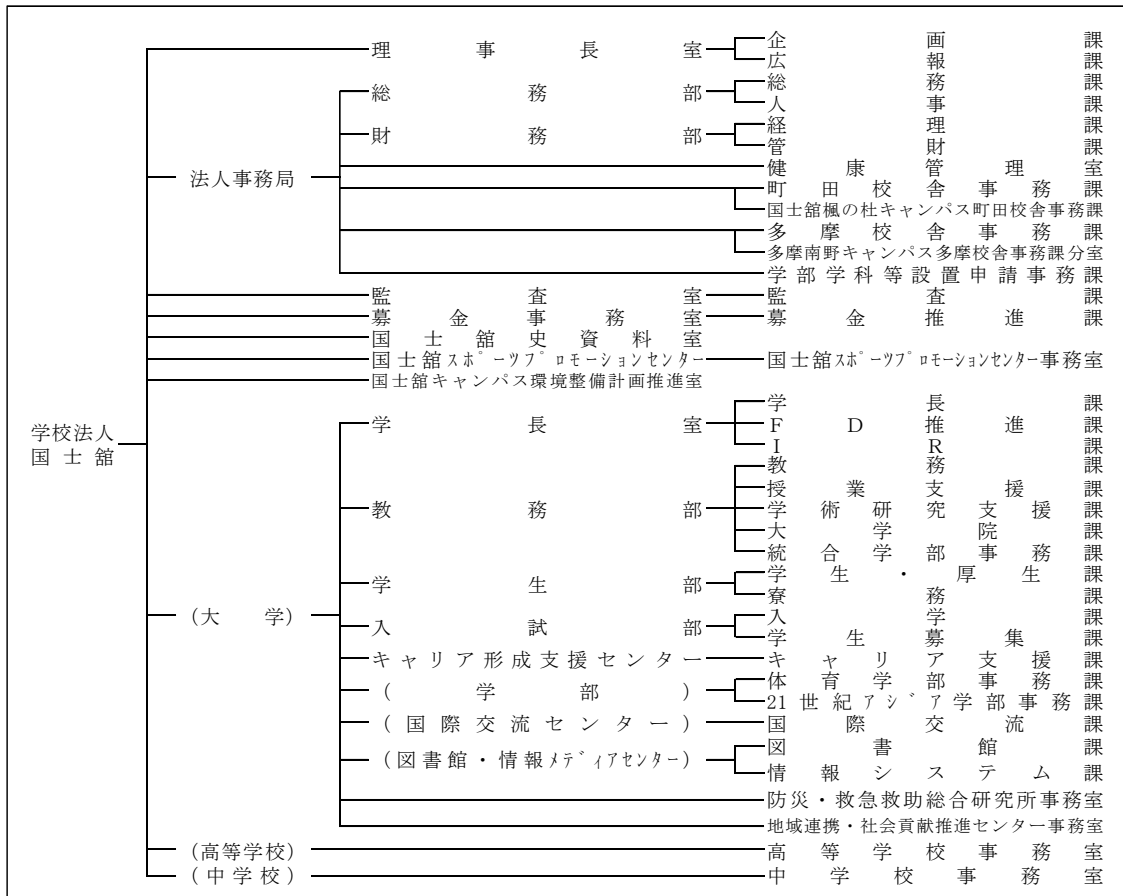 理事長室 企画課
広報課
総務部 総務課
人事課
財務部 経理課
管財課
健康管理室
法人事務局 町田校舎事務課
国士舘楓の杜キャンパス町田校舎事務課
多摩校舎事務課
多摩南野キャンパス多摩校舎事務課分室
学部学科等設置申請事務課
監査室 監査課
募金事務室 募金推進課
国士舘史資料室
国士舘スポーツプロモーションセンター 国士舘スポーツプロモーションセンター事務室
国士舘キャンパス環境整備計画推進室
学校法人
国士舘
学長室 学長課
FD推進課
IR課
教務課
授業支援課
教務部 学術研究支援課
大学院課
統合学部事務課
学生部 学生・厚生課
寮務課
(大学) 入試部 入学課
学生募集課
キャリア形成支援センター キャリア支援課
(学部) 体育学部事務課
21世紀アジア学部事務課
(国際交流センター) 国際交流課
(図書館・情報メディアセンター) 図書館課
情報システム課
防災・救急救助総合研究所事務室
地域連携・社会貢献推進センター事務室
(高等学校) 高等学校事務室
(中学校) 中学校事務室